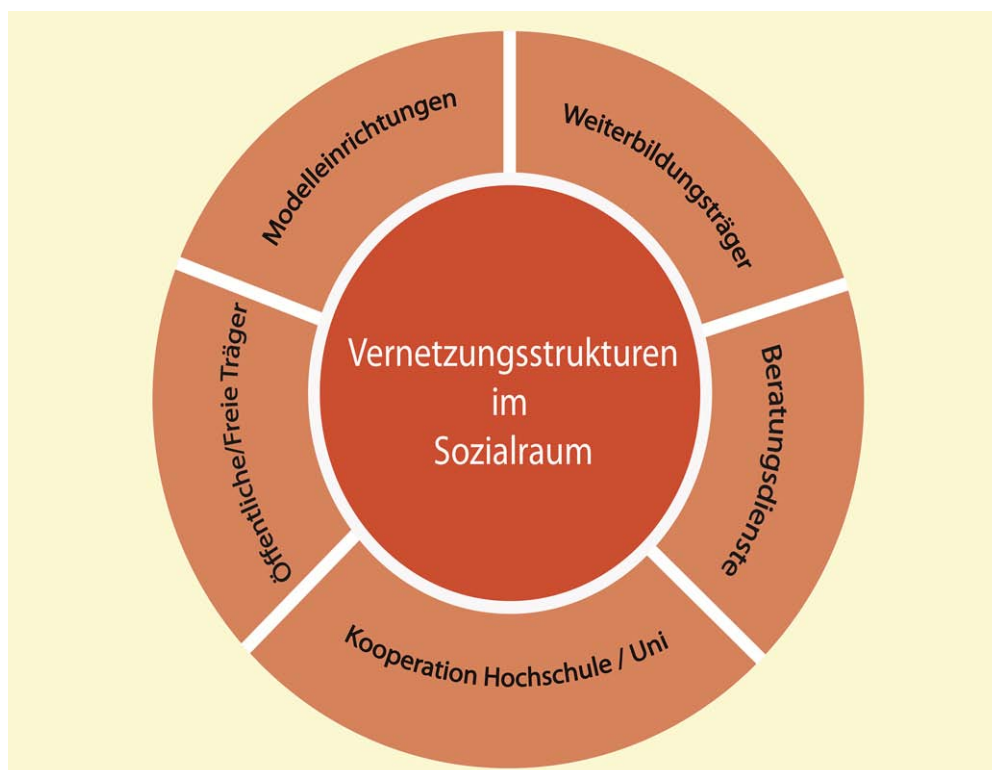 Modelleinrichtungen
Weiterbildungsträger
Öffentliche/Freie Träger
Vernetzungsstrukturen
im
Sozialraum
Beratungsdienste
Kooperation Hochschule / Uni